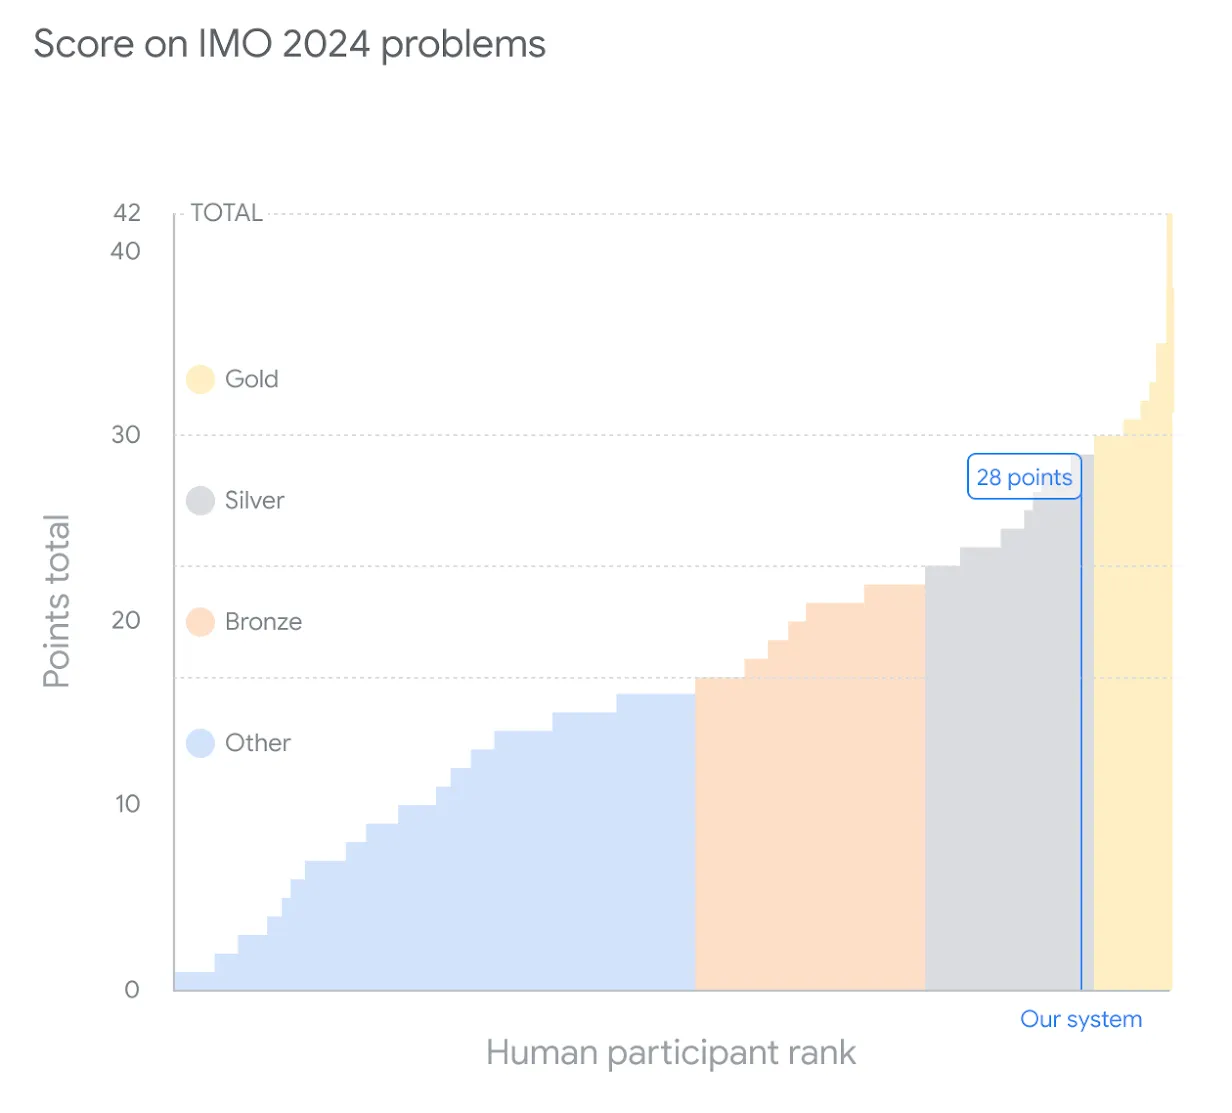 Score on IMO 2024 problems
42
TOTAL
40
Gold
30
28 points
Silver
Points total
20
Bronze
Other
10
0
Our system
Human participant rank